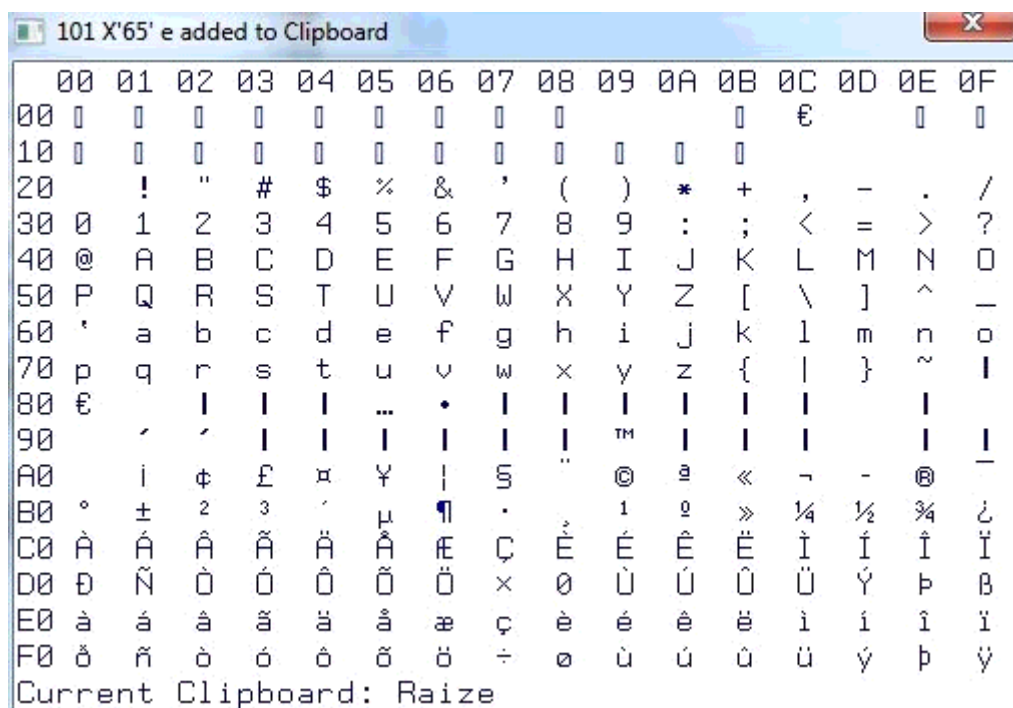 101 X'65' e added to Clipboard
00 01 02 03 04 05 06 07 08 09 0A 0B 0C 0D 0E 0F
00 ▯ ▯ ▯ ▯ ▯ ▯ ▯ ▯ ▯ ▯ € ▯ ▯
10 ▯ ▯ ▯ ▯ ▯ ▯ ▯ ▯ ▯ ▯ ▯ ▯
20 ! " # $ % & ' ( ) * + , - . /
30 0 1 2 3 4 5 6 7 8 9 : ; < = > ?
40 @ A B C D E F G H I J K L M N O
50 P Q R S T U V W X Y Z [ \ ] ^ _
60 ‛ a b c d e f g h i j k l m n o
70 p q r s t u v w x y z { | } ~ ❙
80 € ❙ ❙ ❙ … • ❙ ❙ ❙ ❙ ❙ ❙ ❙
90 ´ ´ ❙ ❙ ❙ ❙ ❙ ❙ ™ ❙ ❙ ❙ ❙ ❙
A0 ¡ ¢ £ ¤ ¥ ¦ § ¨ © ª « ¬ - ® ¯
B0 ° ± ² ³ ´ µ ¶ · ¸ ¹ º » ¼ ½ ¾ ¿
C0 À Á Â Ã Ä Å Æ Ç È É Ê Ë Ì Í Î Ï
D0 Ð Ñ Ò Ó Ô Õ Ö × Ø Ù Ú Û Ü Ý Þ ß
E0 à á â ã ä å æ ç è é ê ë ì í î ï
F0 ð ñ ò ó ô õ ö ÷ ø ù ú û ü ý þ ÿ
Current Clipboard: Raize